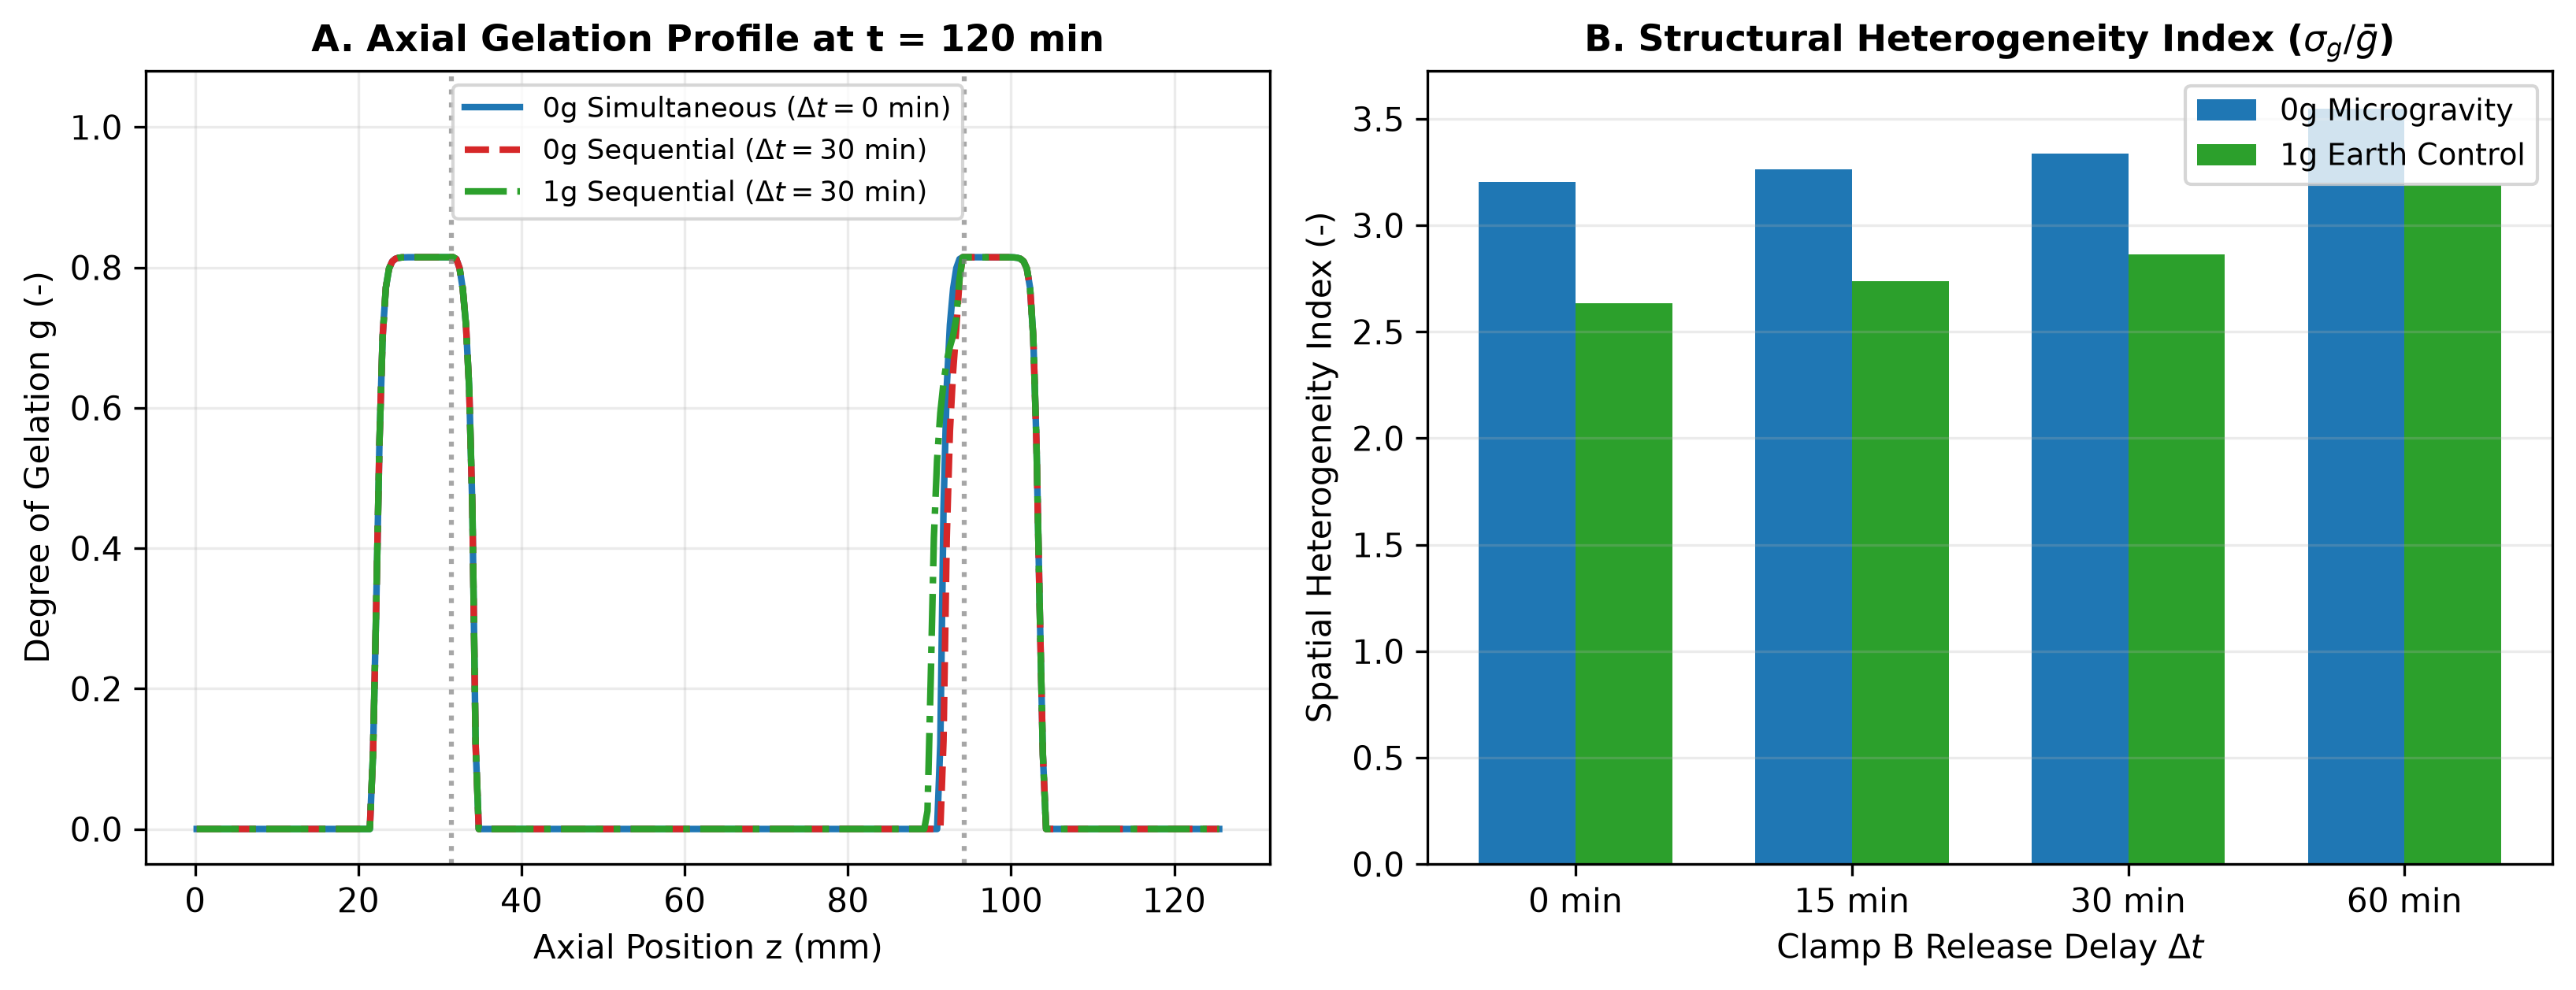 A. Axial Gelation Profile at t = 120 min
Degree of Gelation g (-)
1.0
0.8
0.6
0.4
0.2
0.0
0g Simultaneous (Δt = 0 min)
0g Sequential (Δt = 30 min)
1g Sequential (Δt = 30 min)
0 20 40 60 80 100 120
Axial Position z (mm)
B. Structural Heterogeneity Index (σg/ḡ)
Spatial Heterogeneity Index (-)
3.5
3.0
2.5
2.0
1.5
1.0
0.5
0.0
0g Microgravity
1g Earth Control
0 min 15 min 30 min 60 min
Clamp B Release Delay Δt